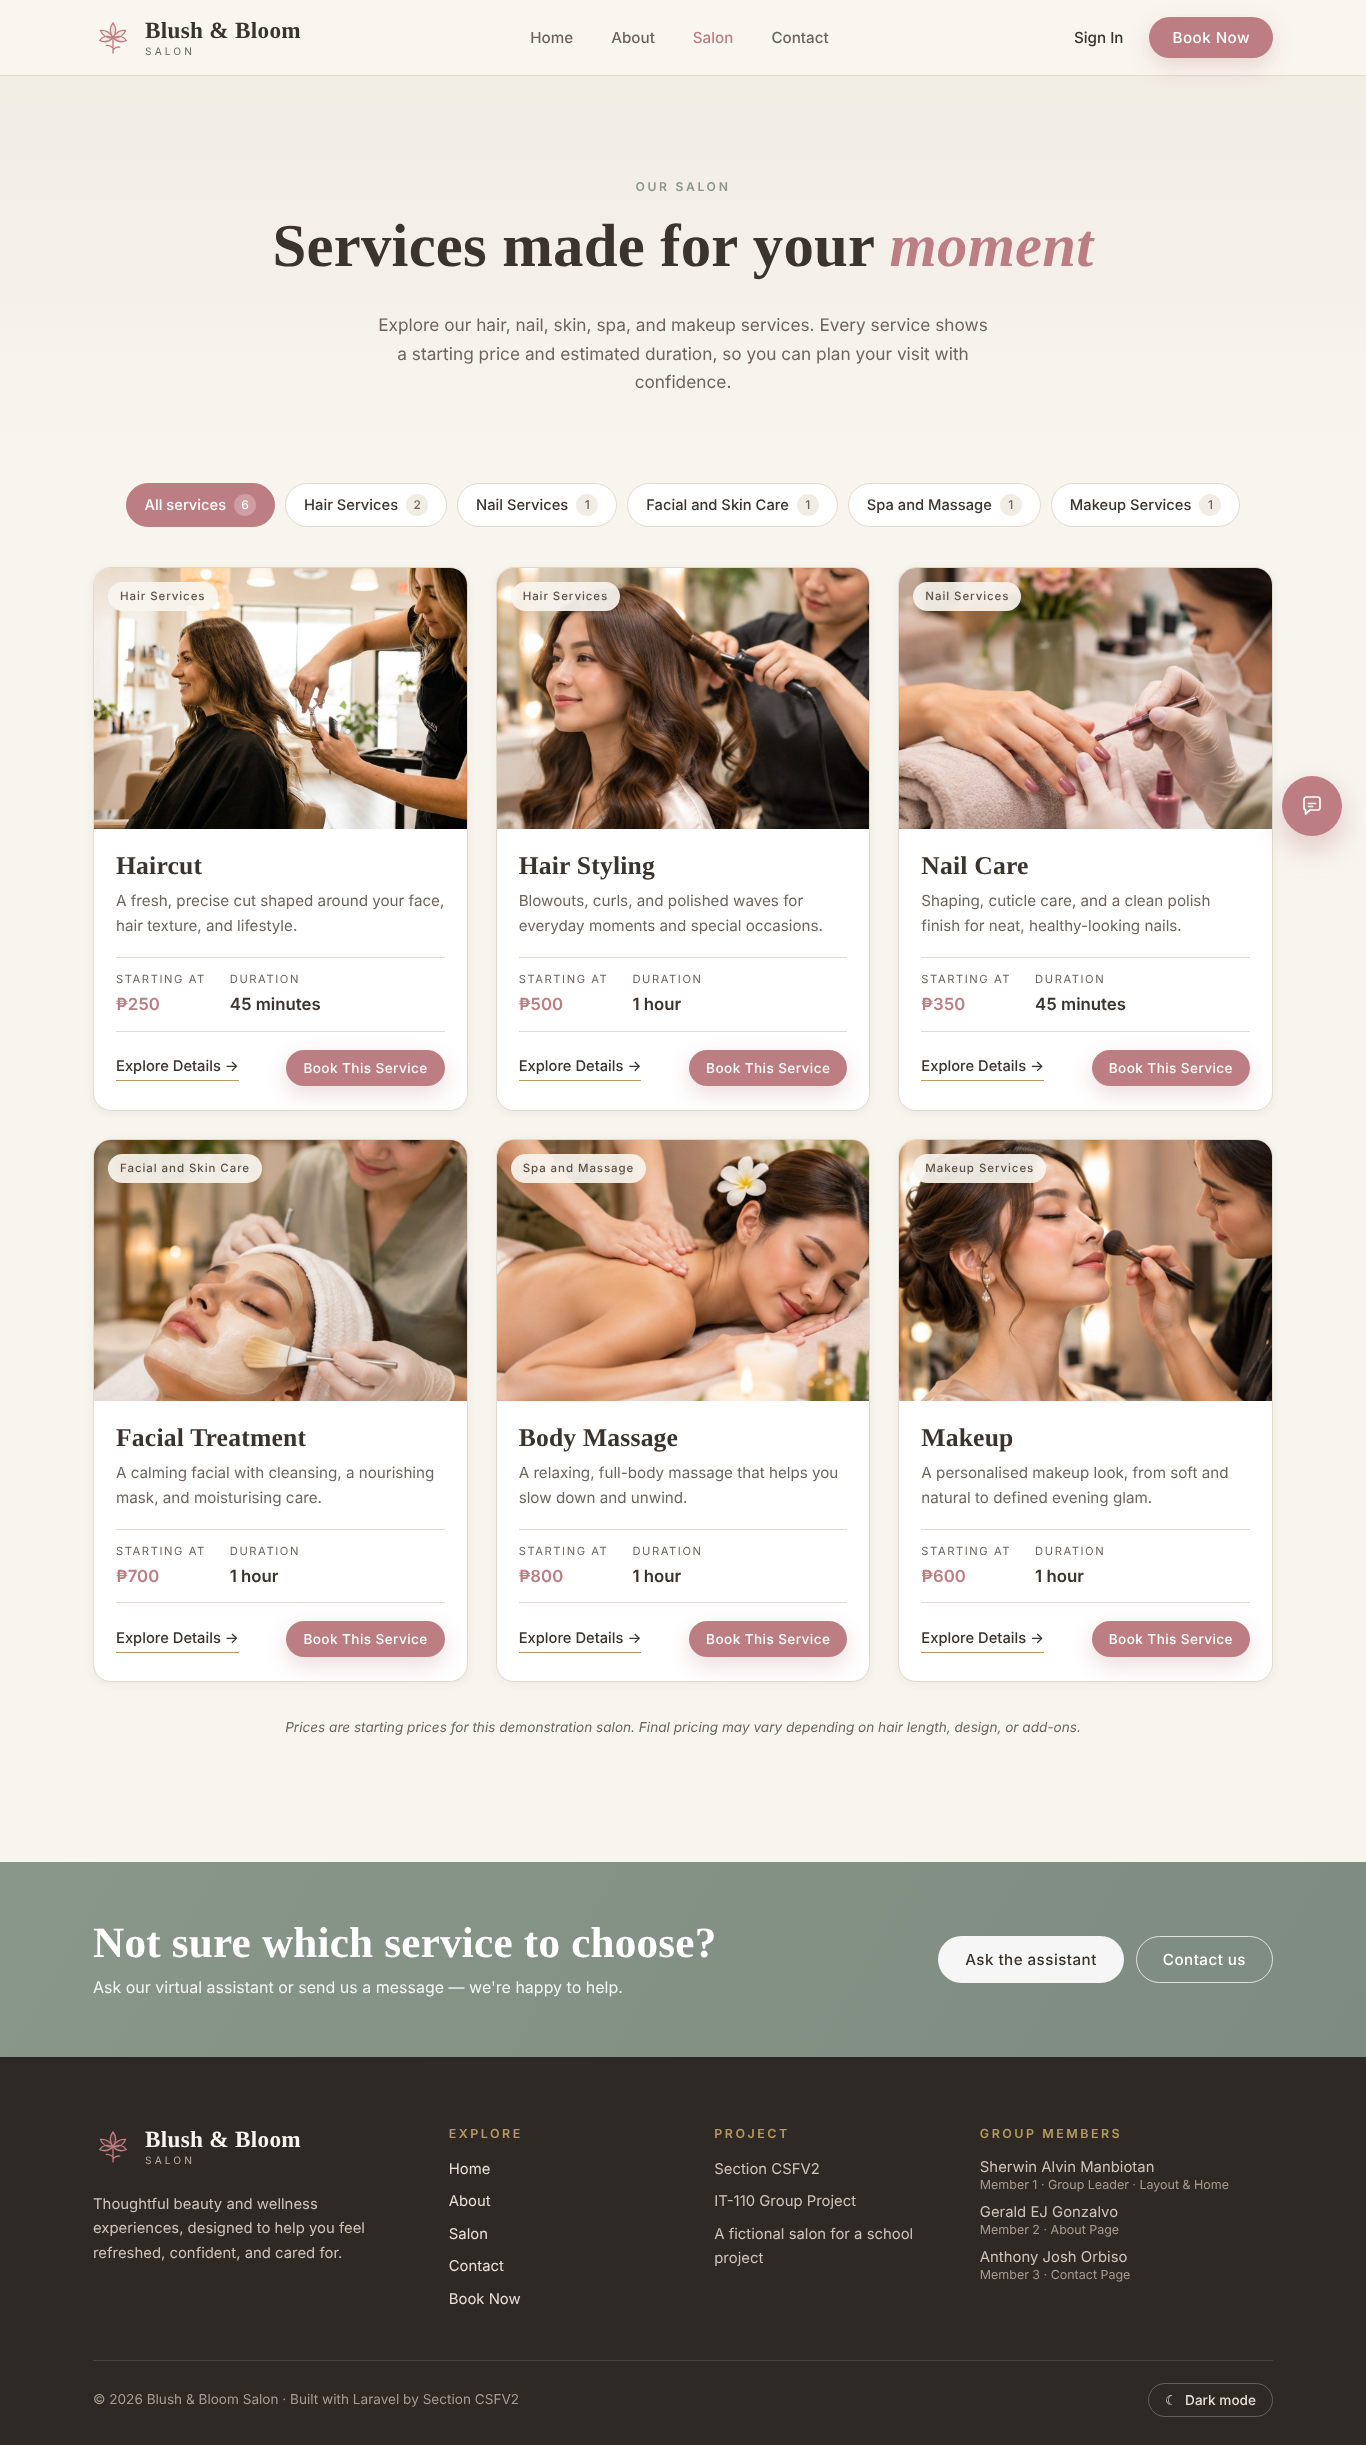 Blush & Bloom
SALON
Home
About
Salon
Contact
Sign In
Book Now
OUR SALON
Services made for your moment
Explore our hair, nail, skin, spa, and makeup services. Every service shows
a starting price and estimated duration, so you can plan your visit with
confidence.
All services 6
Hair Services 2
Nail Services 1
Facial and Skin Care 1
Spa and Massage 1
Makeup Services 1
Hair Services
Haircut
A fresh, precise cut shaped around your face,
hair texture, and lifestyle.
STARTING AT
₱250
DURATION
45 minutes
Explore Details →
Book This Service
Hair Services
Hair Styling
Blowouts, curls, and polished waves for
everyday moments and special occasions.
STARTING AT
₱500
DURATION
1 hour
Explore Details →
Book This Service
Nail Services
Nail Care
Shaping, cuticle care, and a clean polish
finish for neat, healthy-looking nails.
STARTING AT
₱350
DURATION
45 minutes
Explore Details →
Book This Service
Facial and Skin Care
Facial Treatment
A calming facial with cleansing, a nourishing
mask, and moisturising care.
STARTING AT
₱700
DURATION
1 hour
Explore Details →
Book This Service
Spa and Massage
Body Massage
A relaxing, full-body massage that helps you
slow down and unwind.
STARTING AT
₱800
DURATION
1 hour
Explore Details →
Book This Service
Makeup Services
Makeup
A personalised makeup look, from soft and
natural to defined evening glam.
STARTING AT
₱600
DURATION
1 hour
Explore Details →
Book This Service
Prices are starting prices for this demonstration salon. Final pricing may vary depending on hair length, design, or add-ons.
Not sure which service to choose?
Ask our virtual assistant or send us a message — we're happy to help.
Ask the assistant
Contact us
Blush & Bloom
SALON
Thoughtful beauty and wellness
experiences, designed to help you feel
refreshed, confident, and cared for.
EXPLORE
Home
About
Salon
Contact
Book Now
PROJECT
Section CSFV2
IT-110 Group Project
A fictional salon for a school
project
GROUP MEMBERS
Sherwin Alvin Manbiotan
Member 1 · Group Leader · Layout & Home
Gerald EJ Gonzalvo
Member 2 · About Page
Anthony Josh Orbiso
Member 3 · Contact Page
© 2026 Blush & Bloom Salon · Built with Laravel by Section CSFV2
☾ Dark mode